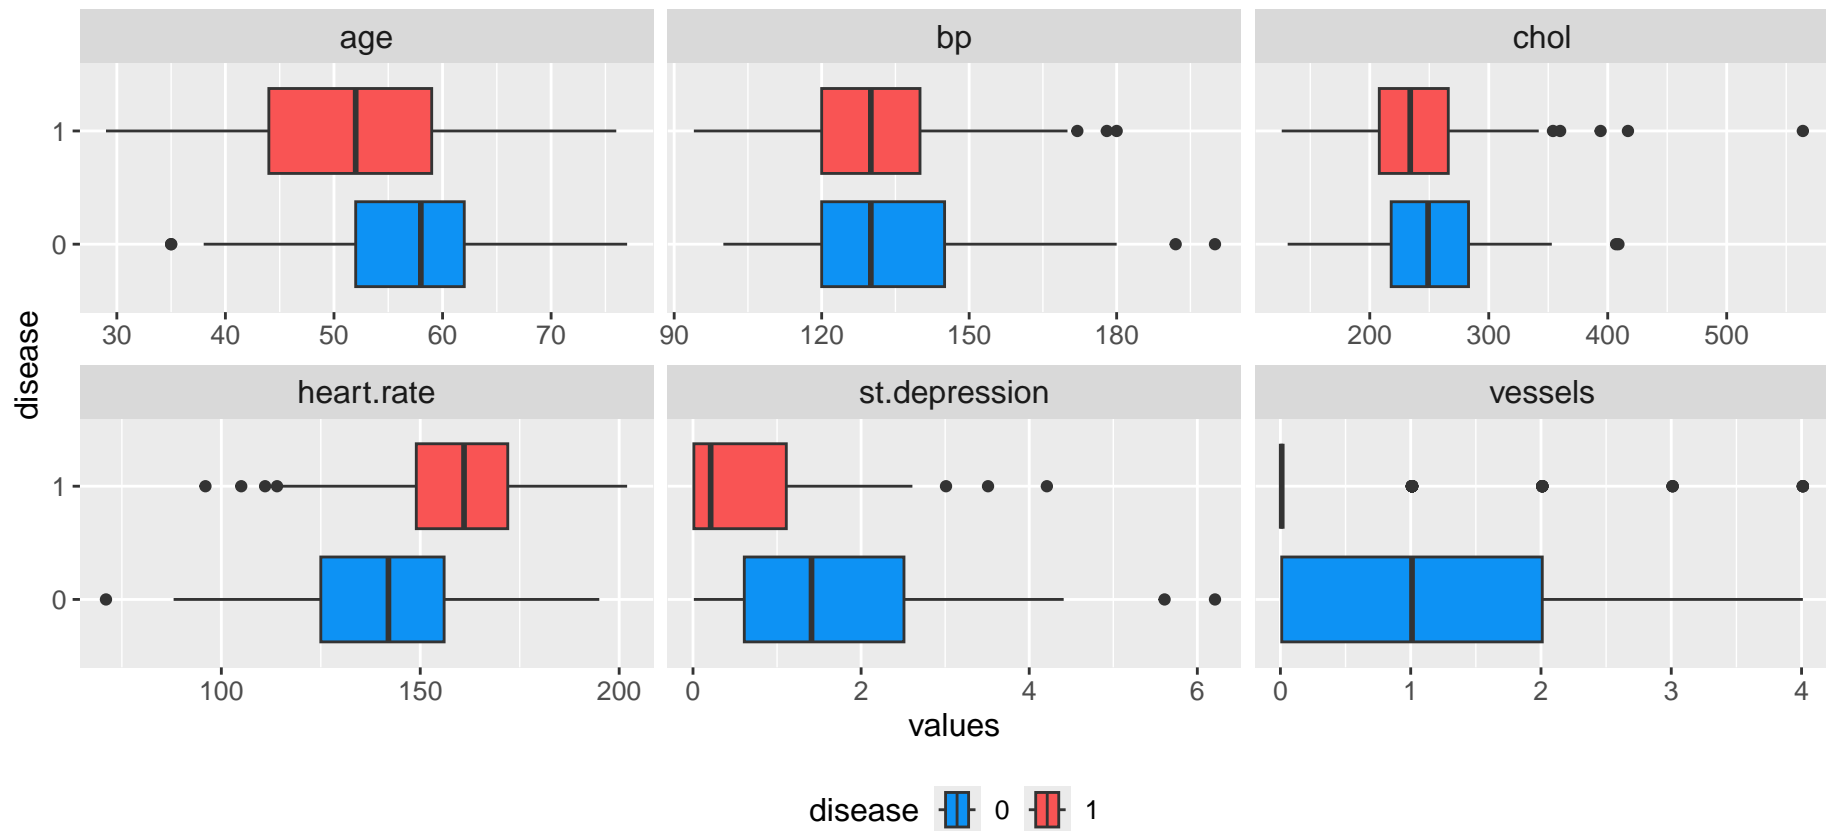 age bp chol
1
0
30 40 50 60 70 90 120 150 180 200 300 400 500
disease
heart.rate st.depression vessels
1
0
100 150 200 0 2 4 6 0 1 2 3 4
values
disease 0 1